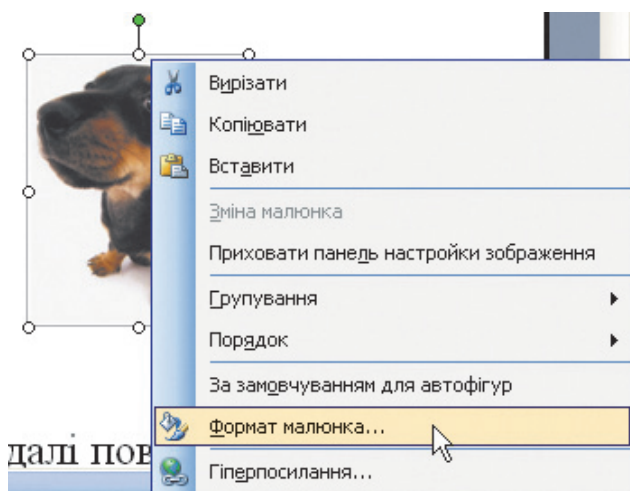 Вирізати
Копіювати
Вставити
Зміна малюнка
Приховати панель настройки зображення
Групування
Порядок
За замовчуванням для автофігур
Формат малюнка...
далі пов
Гіперпосилання...